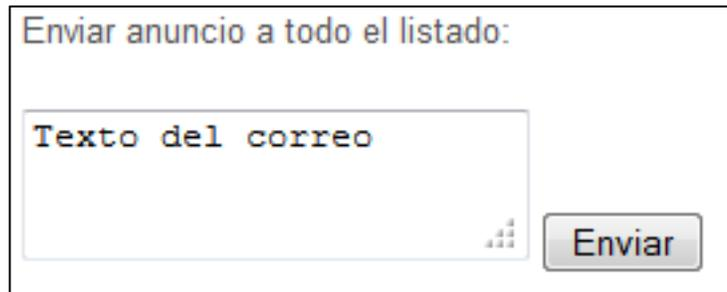 Enviar anuncio a todo el listado:
Texto del correo
Enviar